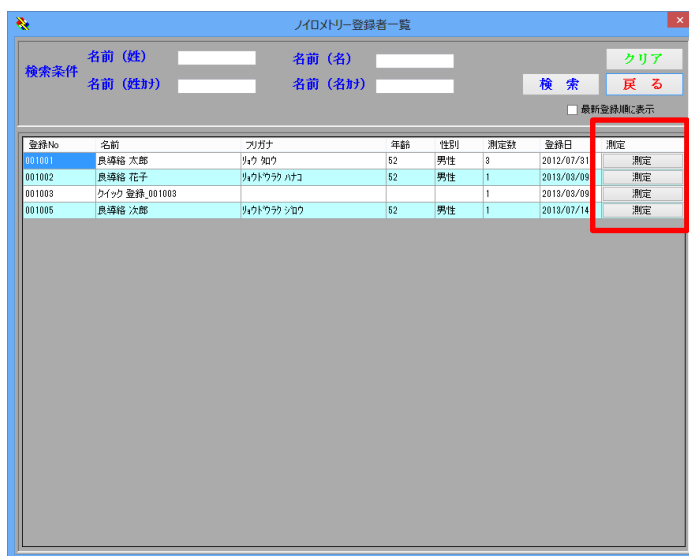 ノイロメトリー登録者一覧
検索条件
名前（姓） 名前（名） クリア
名前（姓ｶﾅ） 名前（名ｶﾅ） 検 索 戻 る
最新登録順に表示
登録No 名前 フリガナ 年齢 性別 測定数 登録日 測定
001001 良導絡 太郎 ﾘｮｳ ﾀﾛｳ 52 男性 3 2012/07/31 測定
001002 良導絡 花子 ﾘｮｳﾄﾞｳﾗｸ ﾊﾅｺ 52 男性 1 2013/03/09 測定
001003 ｸｲｯｸ 登録_001003 1 2013/03/09 測定
001005 良導絡 次郎 ﾘｮｳﾄﾞｳﾗｸ ｼﾞﾛｳ 52 男性 1 2013/07/14 測定